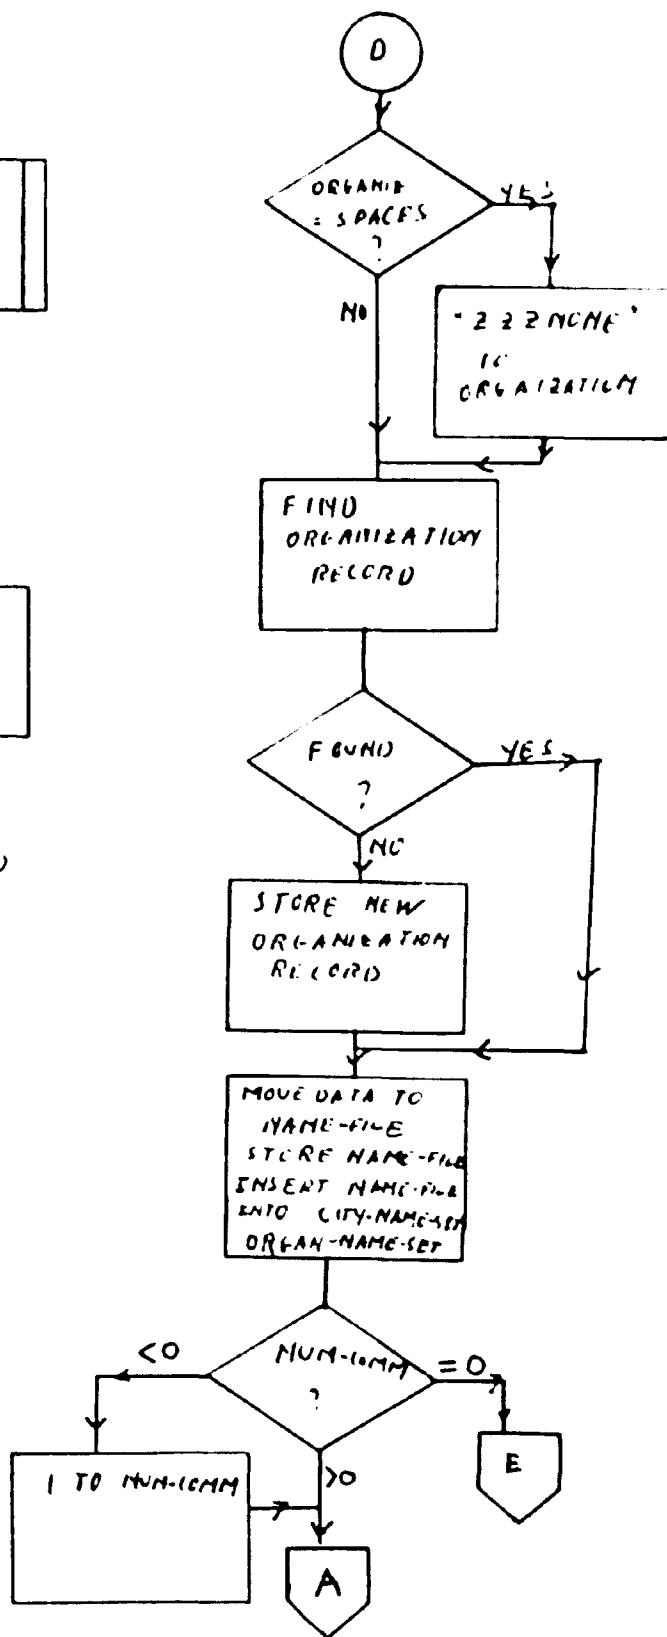 D
ORGANIZ
= SPACES
?
YES
NO
"ZZZNONE"
TO
ORGAIZATION
FIND
ORGANIZATION
RECORD
FOUND
?
YES
NO
STORE NEW
ORGANIZATION
RECORD
MOVE DATA TO
NAME-FILE
STORE NAME-FILE
INSERT NAME-FILE
INTO CITY-NAME-SET
ORGAN-NAME-SET
<0
NUM-COMM
?
=0
1 TO NUM-COMM
>0
E
A